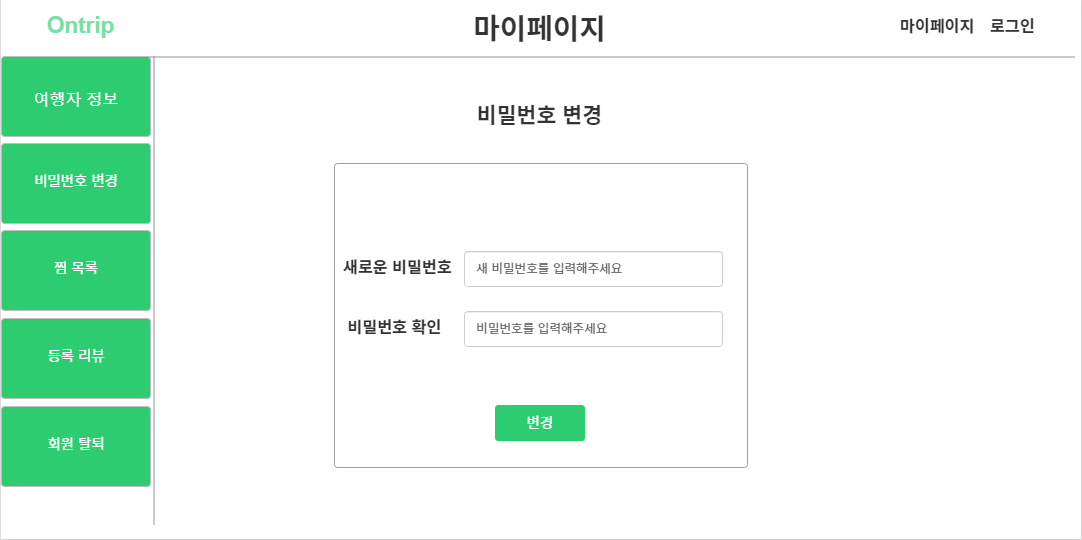 Ontrip
마이페이지
마이페이지 로그인
여행자 정보
비밀번호 변경
찜 목록
등록 리뷰
회원 탈퇴
비밀번호 변경
새로운 비밀번호 새 비밀번호를 입력해주세요
비밀번호 확인 비밀번호를 입력해주세요
변경